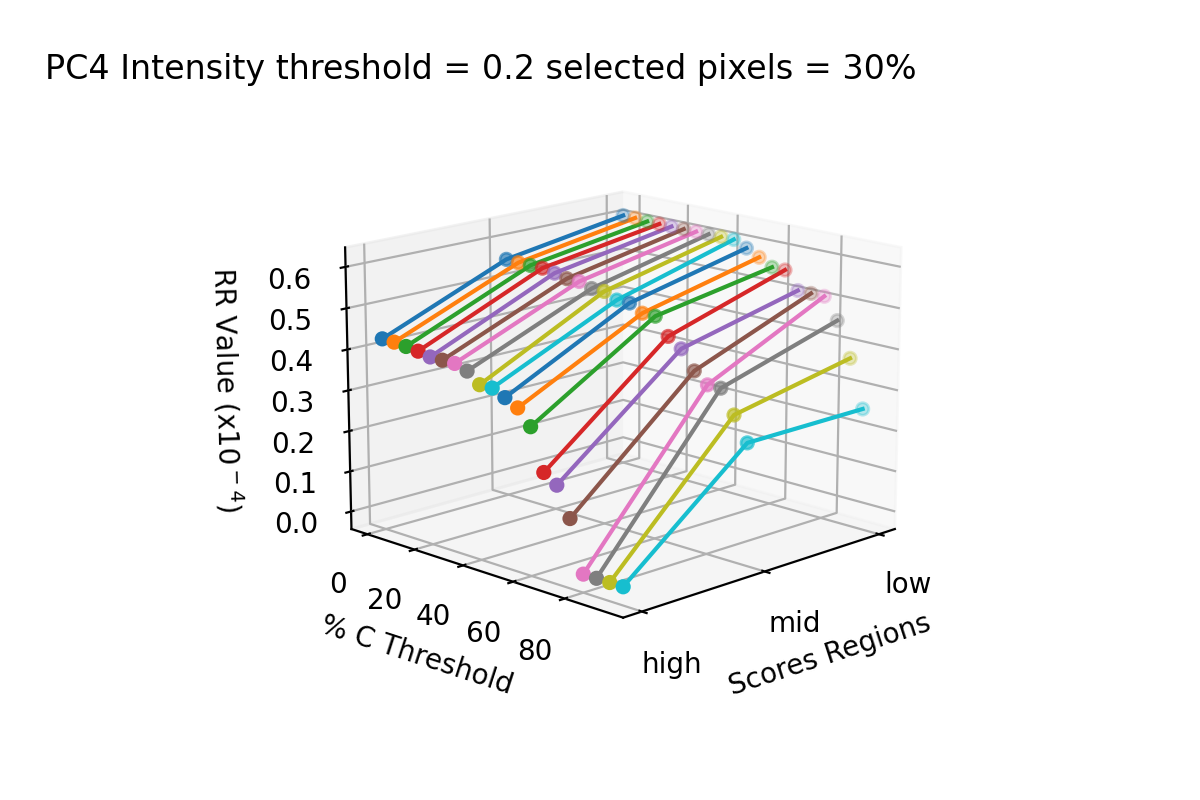 PC4 Intensity threshold = 0.2 selected pixels = 30%
RR Value (x10⁻⁴)
0.6
0.5
0.4
0.3
0.2
0.1
0.0
0
20
40
60
80
% C Threshold
high
mid
low
Scores Regions